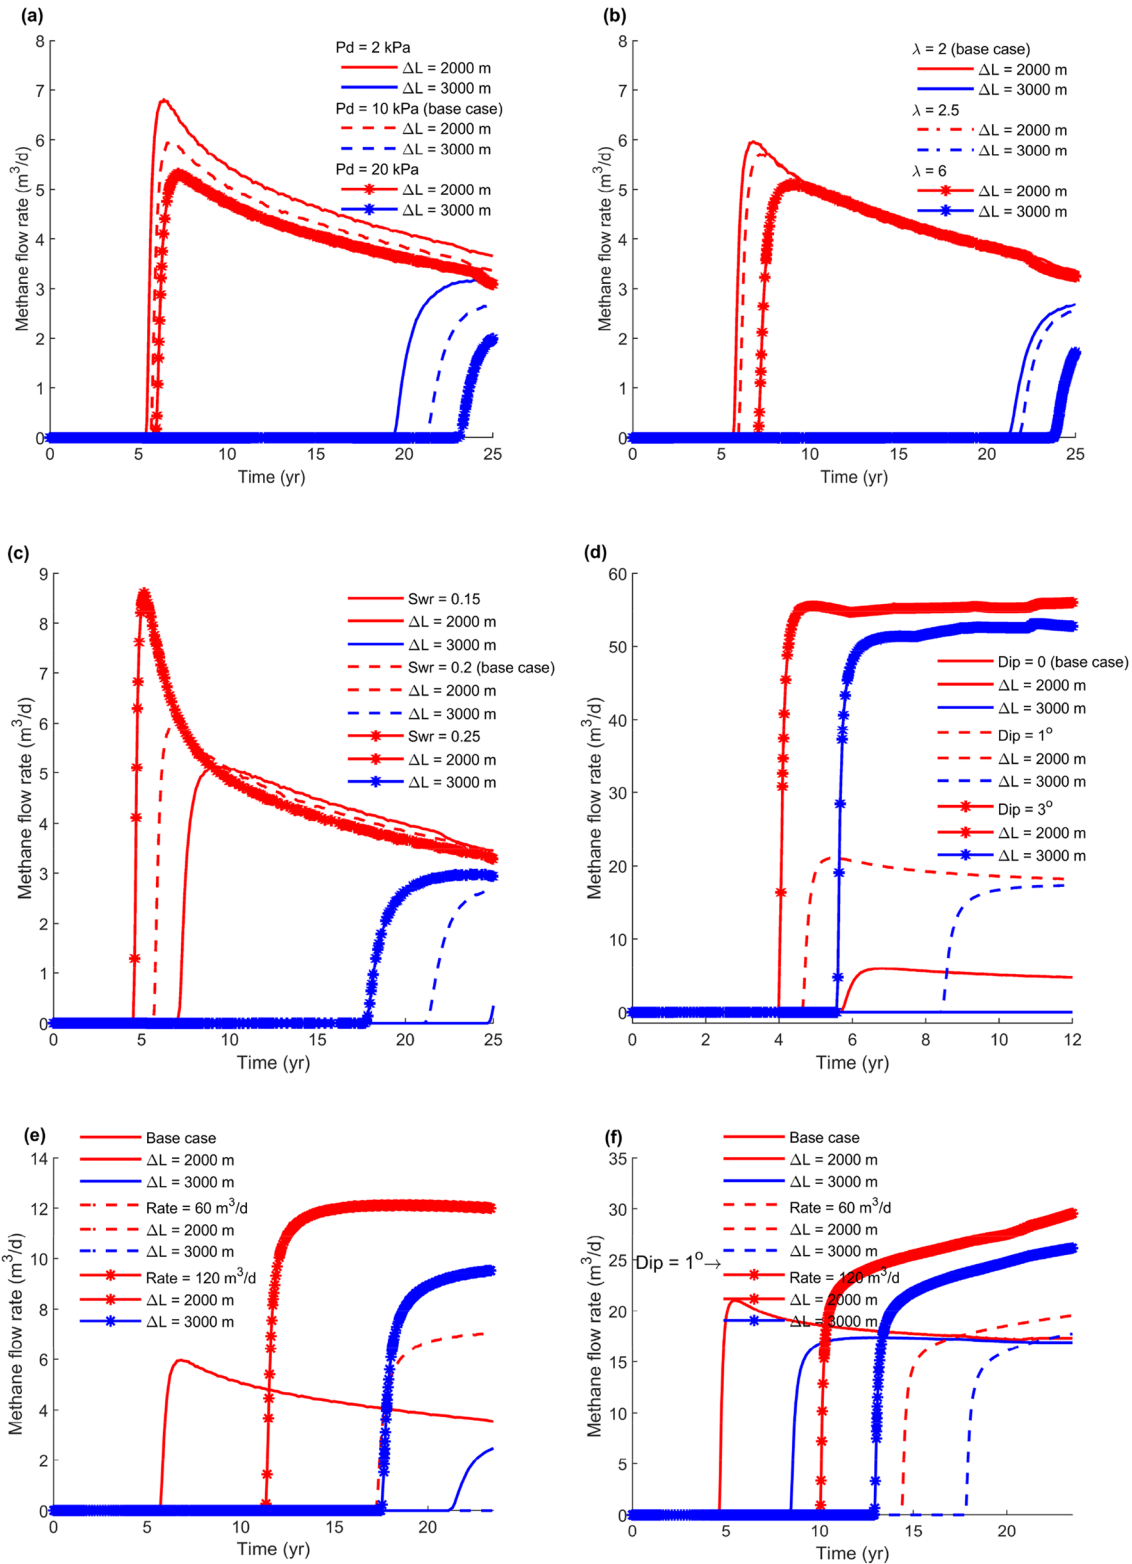 (a)
8
7
6
5
4
3
2
1
0
Methane flow rate (m³/d)
Pd = 2 kPa
ΔL = 2000 m
ΔL = 3000 m
Pd = 10 kPa (base case)
ΔL = 2000 m
ΔL = 3000 m
Pd = 20 kPa
ΔL = 2000 m
ΔL = 3000 m
0 5 10 15 20 25
Time (yr)
(b)
8
7
6
5
4
3
2
1
0
Methane flow rate (m³/d)
λ = 2 (base case)
ΔL = 2000 m
ΔL = 3000 m
λ = 2.5
ΔL = 2000 m
ΔL = 3000 m
λ = 6
ΔL = 2000 m
ΔL = 3000 m
0 5 10 15 20 25
Time (yr)
(c)
9
8
7
6
5
4
3
2
1
0
Methane flow rate (m³/d)
Swr = 0.15
ΔL = 2000 m
ΔL = 3000 m
Swr = 0.2 (base case)
ΔL = 2000 m
ΔL = 3000 m
Swr = 0.25
ΔL = 2000 m
ΔL = 3000 m
0 5 10 15 20 25
Time (yr)
(d)
60
50
40
30
20
10
0
Methane flow rate (m³/d)
Dip = 0 (base case)
ΔL = 2000 m
ΔL = 3000 m
Dip = 1°
ΔL = 2000 m
ΔL = 3000 m
Dip = 3°
ΔL = 2000 m
ΔL = 3000 m
0 2 4 6 8 10 12
Time (yr)
(e)
14
12
10
8
6
4
2
0
Methane flow rate (m³/d)
Base case
ΔL = 2000 m
ΔL = 3000 m
Rate = 60 m³/d
ΔL = 2000 m
ΔL = 3000 m
Rate = 120 m³/d
ΔL = 2000 m
ΔL = 3000 m
0 5 10 15 20
Time (yr)
(f)
35
30
25
20
15
10
5
0
Methane flow rate (m³/d)
Base case
ΔL = 2000 m
ΔL = 3000 m
Rate = 60 m³/d
ΔL = 2000 m
ΔL = 3000 m
Dip = 1°→
Rate = 120 m³/d
ΔL = 2000 m
ΔL = 3000 m
0 5 10 15 20
Time (yr)